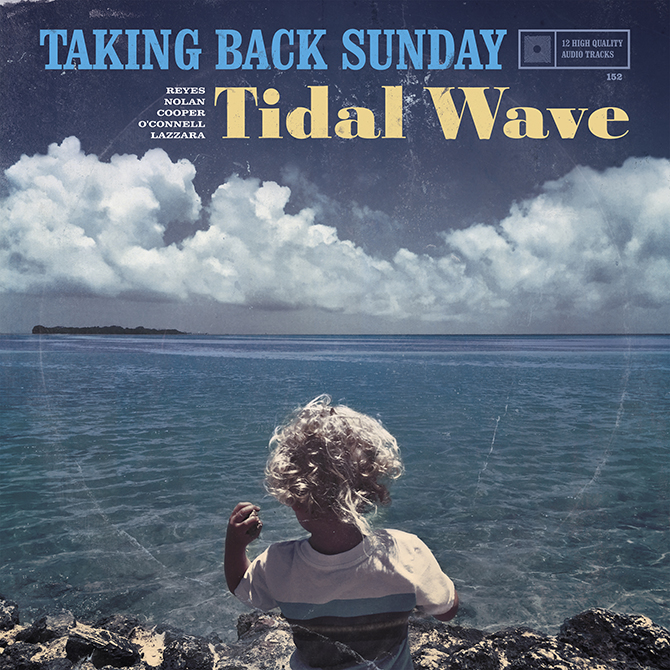 TAKING BACK SUNDAY
12 HIGH QUALITY
AUDIO TRACKS
152
REYES
NOLAN
COOPER
O'CONNELL
LAZZARA
Tidal Wave